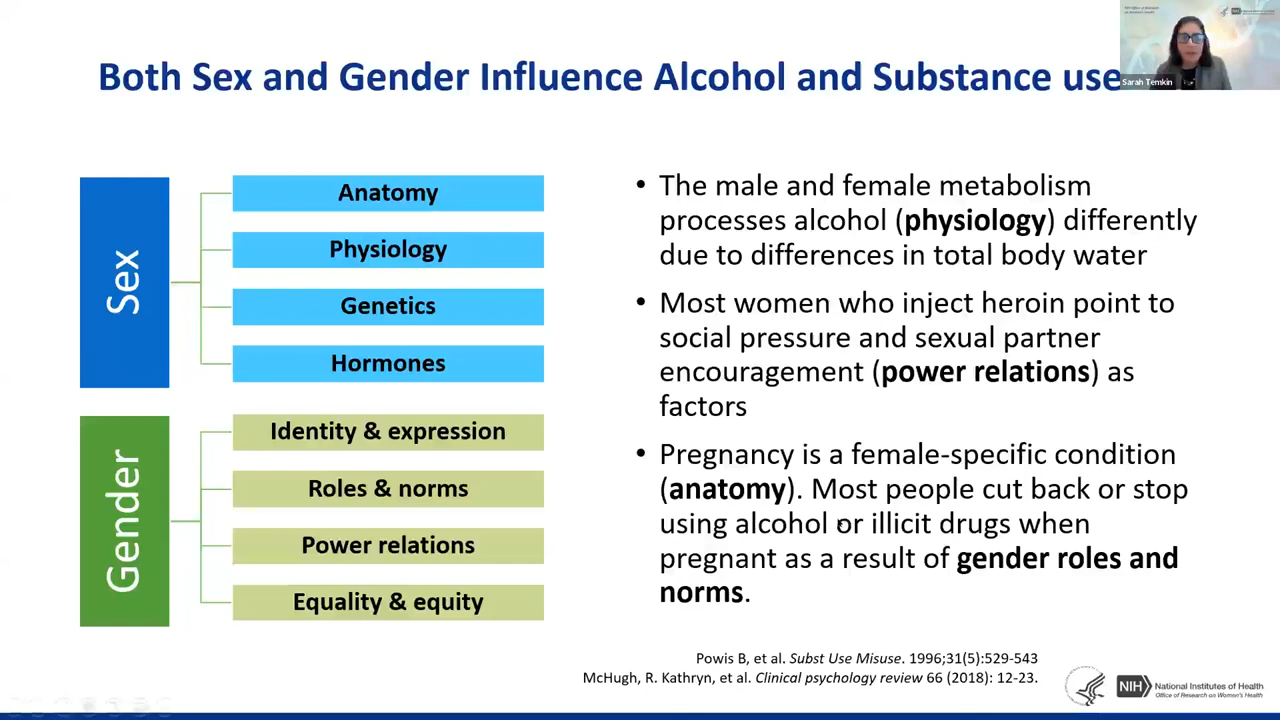 Both Sex and Gender Influence Alcohol and Substance use
Sarah Temkin
Sex
Anatomy
Physiology
Genetics
Hormones
Gender
Identity & expression
Roles & norms
Power relations
Equality & equity
• The male and female metabolism
processes alcohol (physiology) differently
due to differences in total body water
• Most women who inject heroin point to
social pressure and sexual partner
encouragement (power relations) as
factors
• Pregnancy is a female-specific condition
(anatomy). Most people cut back or stop
using alcohol or illicit drugs when
pregnant as a result of gender roles and
norms.
Powis B, et al. Subst Use Misuse. 1996;31(5):529-543
McHugh, R. Kathryn, et al. Clinical psychology review 66 (2018): 12-23.
NIH National Institutes of Health
Office of Research on Women's Health